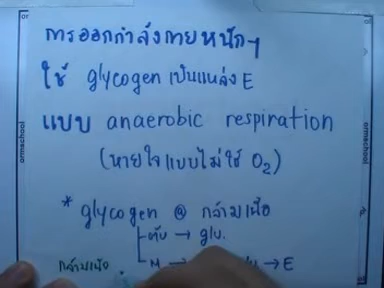 การออกกำลังกายหนักๆ
ใช้ glycogen เป็นแหล่ง E
แบบ anaerobic respiration
(หายใจแบบไม่ใช้ O₂)
* glycogen @ กล้ามเนื้อ
ตับ → glu.
M → → E
กล้ามเนื้อ
ormschool
ormschool